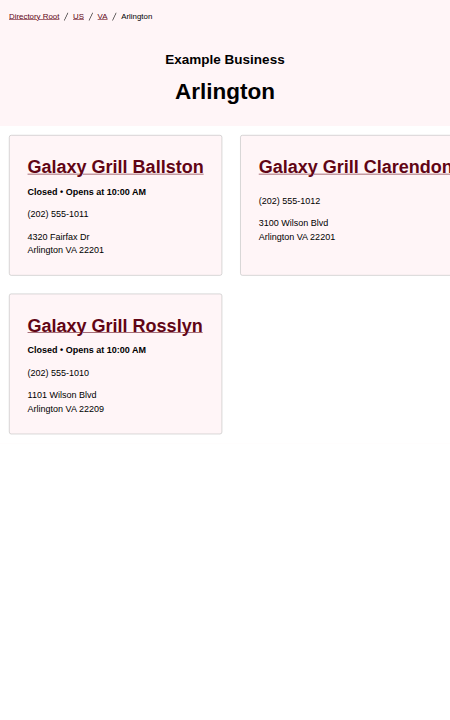 Directory Root / US / VA / Arlington
Example Business
Arlington
Galaxy Grill Ballston
Closed • Opens at 10:00 AM
(202) 555-1011
4320 Fairfax Dr
Arlington VA 22201
Galaxy Grill Clarendon
(202) 555-1012
3100 Wilson Blvd
Arlington VA 22201
Galaxy Grill Rosslyn
Closed • Opens at 10:00 AM
(202) 555-1010
1101 Wilson Blvd
Arlington VA 22209